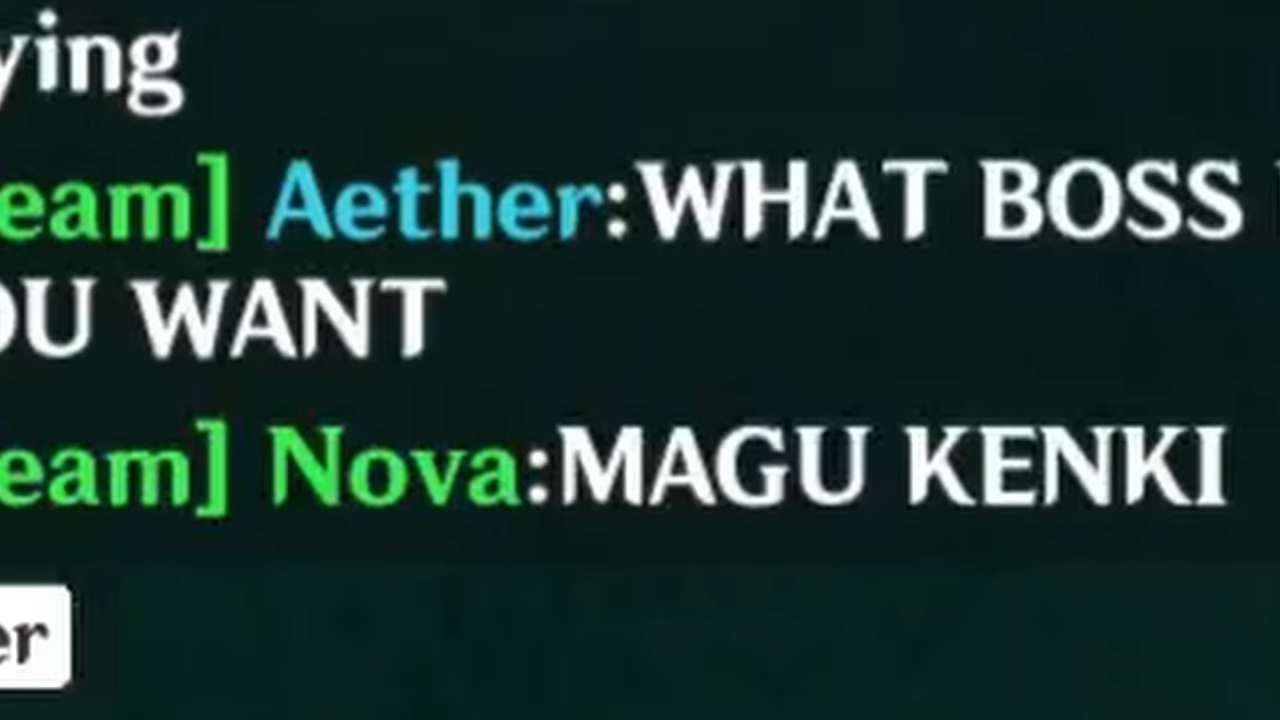 ying
eam] Aether:WHAT BOSS
OU WANT
eam] Nova:MAGU KENKI
er